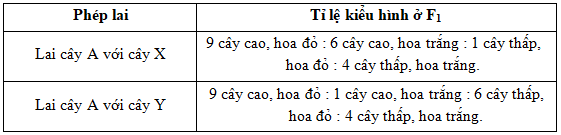 Phép lai
Tỉ lệ kiểu hình ở F1
Lai cây A với cây X
9 cây cao, hoa đỏ : 6 cây cao, hoa trắng : 1 cây thấp,
hoa đỏ : 4 cây thấp, hoa trắng.
Lai cây A với cây Y
9 cây cao, hoa đỏ : 1 cây cao, hoa trắng : 6 cây thấp,
hoa đỏ : 4 cây thấp, hoa trắng.